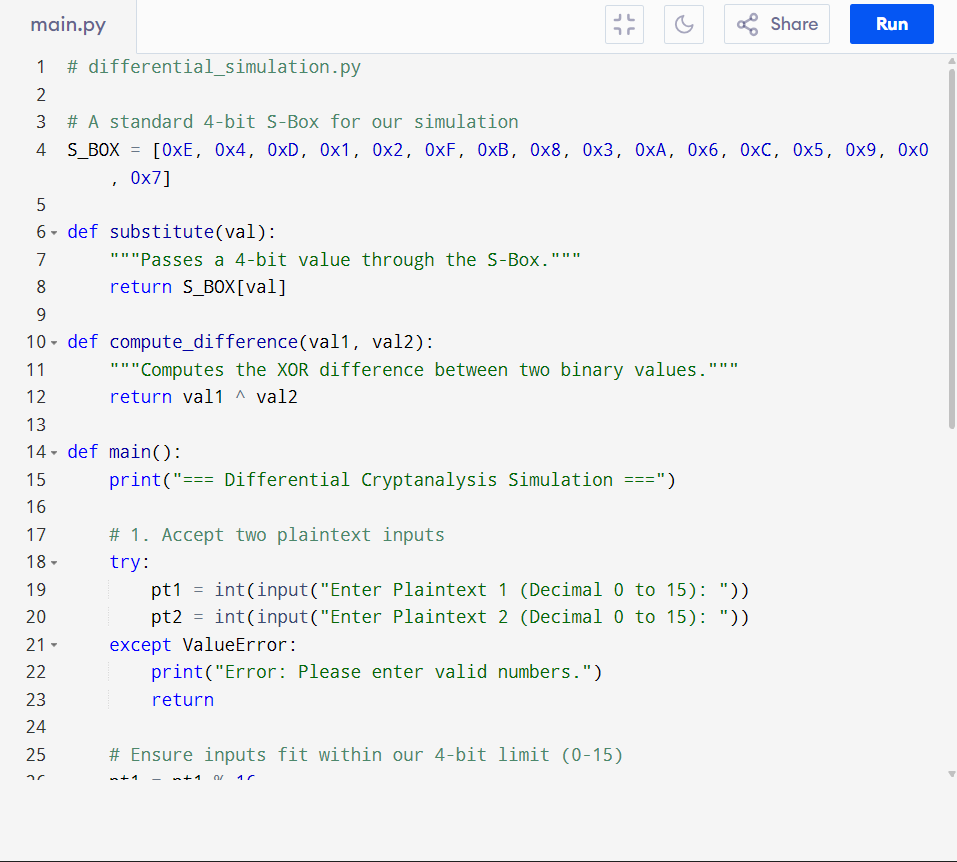 main.py
Share
Run
1 # differential_simulation.py
2
3 # A standard 4-bit S-Box for our simulation
4 S_BOX = [0xE, 0x4, 0xD, 0x1, 0x2, 0xF, 0xB, 0x8, 0x3, 0xA, 0x6, 0xC, 0x5, 0x9, 0x0
, 0x7]
5
6 def substitute(val):
7     """Passes a 4-bit value through the S-Box."""
8     return S_BOX[val]
9
10 def compute_difference(val1, val2):
11     """Computes the XOR difference between two binary values."""
12     return val1 ^ val2
13
14 def main():
15     print("=== Differential Cryptanalysis Simulation ===")
16
17     # 1. Accept two plaintext inputs
18     try:
19         pt1 = int(input("Enter Plaintext 1 (Decimal 0 to 15): "))
20         pt2 = int(input("Enter Plaintext 2 (Decimal 0 to 15): "))
21     except ValueError:
22         print("Error: Please enter valid numbers.")
23         return
24
25     # Ensure inputs fit within our 4-bit limit (0-15)
26     pt1 = pt1 % 16